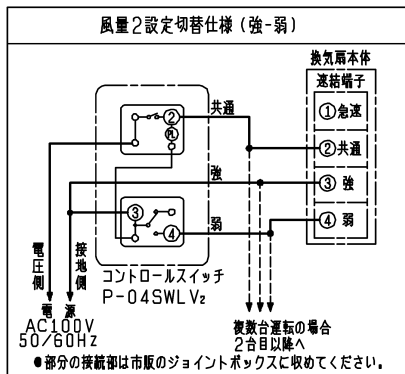 風量2設定切替仕様(強-弱)
換気扇本体
速結端子
①急速
②共通
③ 強
④ 弱
共通
強
弱
②
PL
③
④
コントロールスイッチ
P-04SWLV₂
電圧側
接地側
電 源
AC100V
50/60Hz
複数台運転の場合
2台目以降へ
●部分の接続部は市販のジョイントボックスに収めてください。